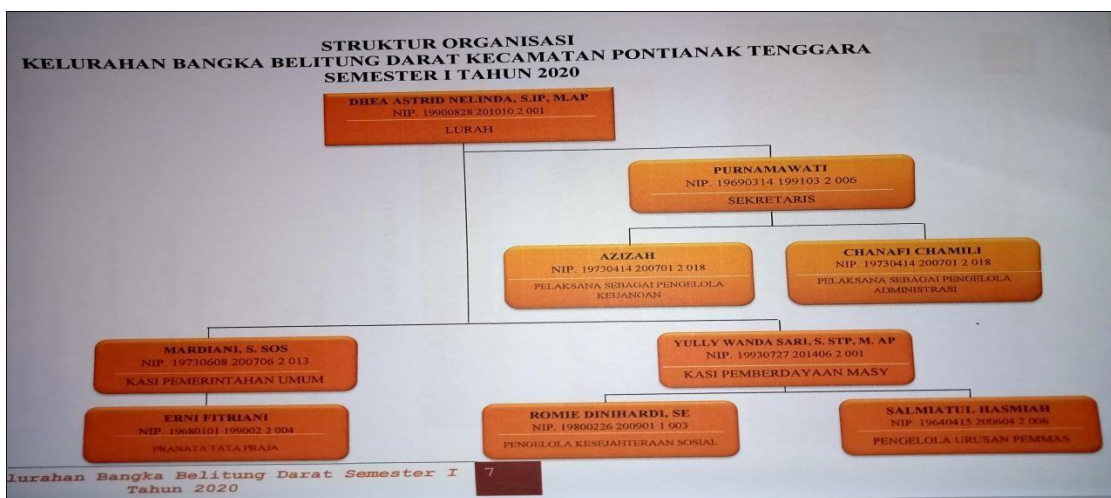 STRUKTUR ORGANISASI
KELURAHAN BANGKA BELITUNG DARAT KECAMATAN PONTIANAK TENGGARA
SEMESTER I TAHUN 2020
DHEA ASTRID NELINDA, S.IP, M.AP
NIP. 19900828 201010 2 001
LURAH
PURNAMAWATI
NIP. 19690314 199103 2 006
SEKRETARIS
AZIZAH
NIP. 19730414 200701 2 018
PELAKSANA SEBAGAI PENGELOLA
KEUANGAN
CHANAFI CHAMILI
NIP. 19730414 200701 2 018
PELAKSANA SEBAGAI PENGELOLA
ADMINISTRASI
MARDIANI, S. SOS
NIP. 19730608 200706 2 013
KASI PEMERINTAHAN UMUM
YULLY WANDA SARI, S. STP, M. AP
NIP. 19930727 201406 2 001
KASI PEMBERDAYAAN MASY
ERNI FITRIANI
NIP. 19680101 199002 2 004
PRANATA TATA PRAJA
ROMIE DINIHARDI, SE
NIP. 19800226 200901 1 003
PENGELOLA KESEJAHTERAAN SOSIAL
SALMIATUL HASMIAH
NIP. 19640415 200604 2 006
PENGELOLA URUSAN PEMMAS
lurahan Bangka Belitung Darat Semester I
Tahun 2020
7